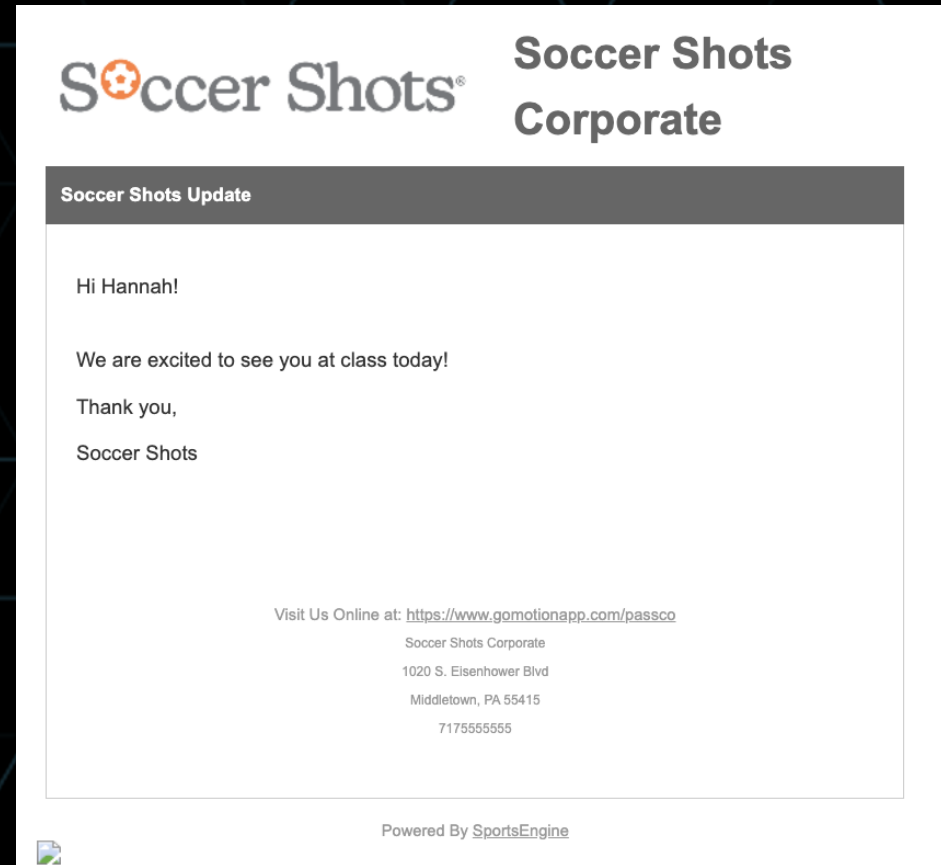 Soccer Shots®
Soccer Shots
Corporate
Soccer Shots Update
Hi Hannah!
We are excited to see you at class today!
Thank you,
Soccer Shots
Visit Us Online at: https://www.gomotionapp.com/passco
Soccer Shots Corporate
1020 S. Eisenhower Blvd
Middletown, PA 55415
7175555555
Powered By SportsEngine